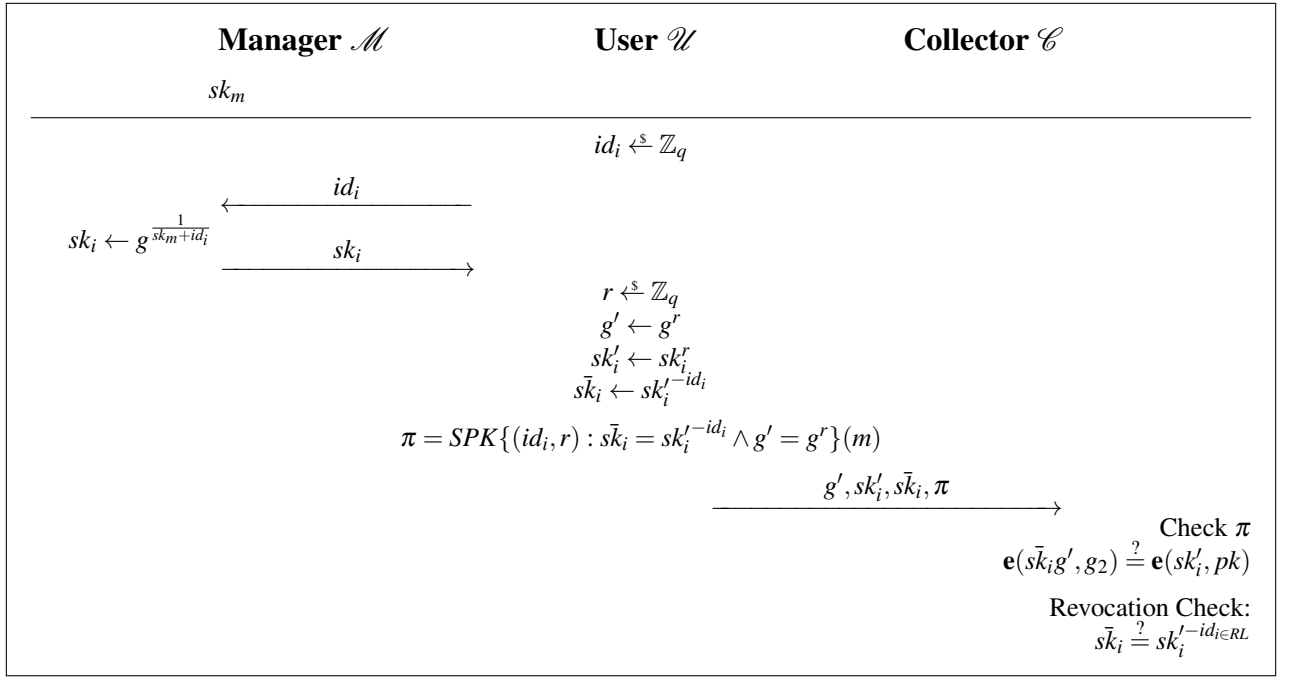 Manager ℳ User 𝒰 Collector 𝒞
sk_m
id_i ←$ ℤ_q
id_i
sk_i ← g^{1/(sk_m+id_i)}
sk_i
r ←$ ℤ_q
g′ ← g^r
sk′_i ← sk_i^r
s̄k_i ← sk′_i^{−id_i}
π = SPK{(id_i, r) : s̄k_i = sk′_i^{−id_i} ∧ g′ = g^r}(m)
g′, sk′_i, s̄k_i, π
Check π
e(s̄k_i g′, g_2) ≟ e(sk′_i, pk)
Revocation Check:
s̄k_i ≟ sk′_i^{−id_{i∈RL}}